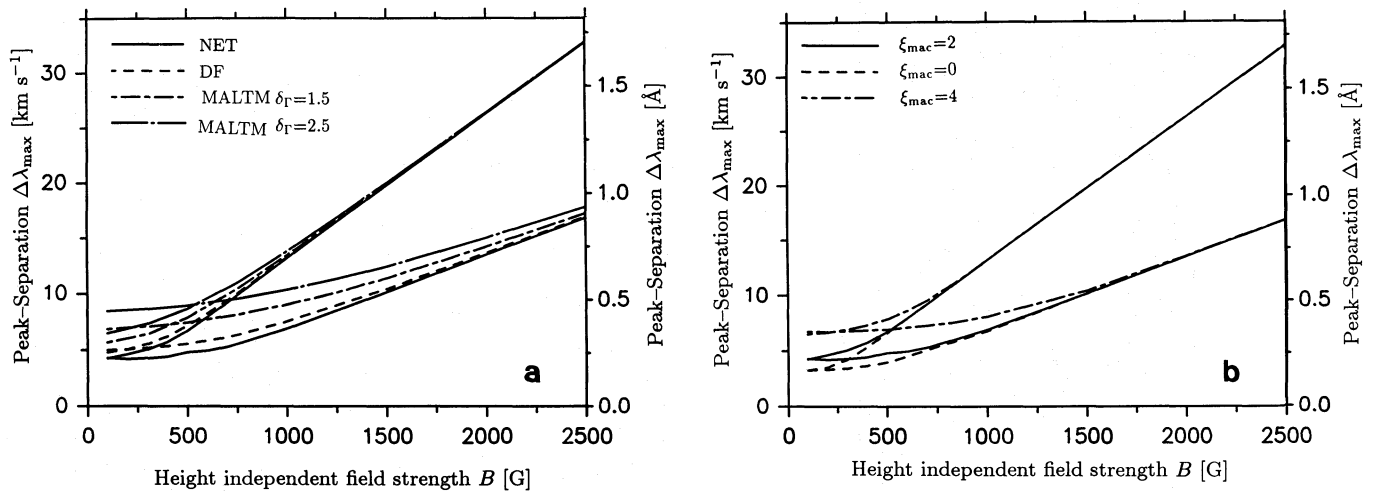 NET
DF
MALTM δΓ=1.5
MALTM δΓ=2.5
Peak–Separation Δλmax [km s−1]
30
20
10
0
Peak–Separation Δλmax [Å]
1.5
1.0
0.5
0.0
a
0 500 1000 1500 2000 2500
Height independent field strength B [G]
ξmac=2
ξmac=0
ξmac=4
Peak–Separation Δλmax [km s−1]
30
20
10
0
Peak–Separation Δλmax [Å]
1.5
1.0
0.5
0.0
b
0 500 1000 1500 2000 2500
Height independent field strength B [G]